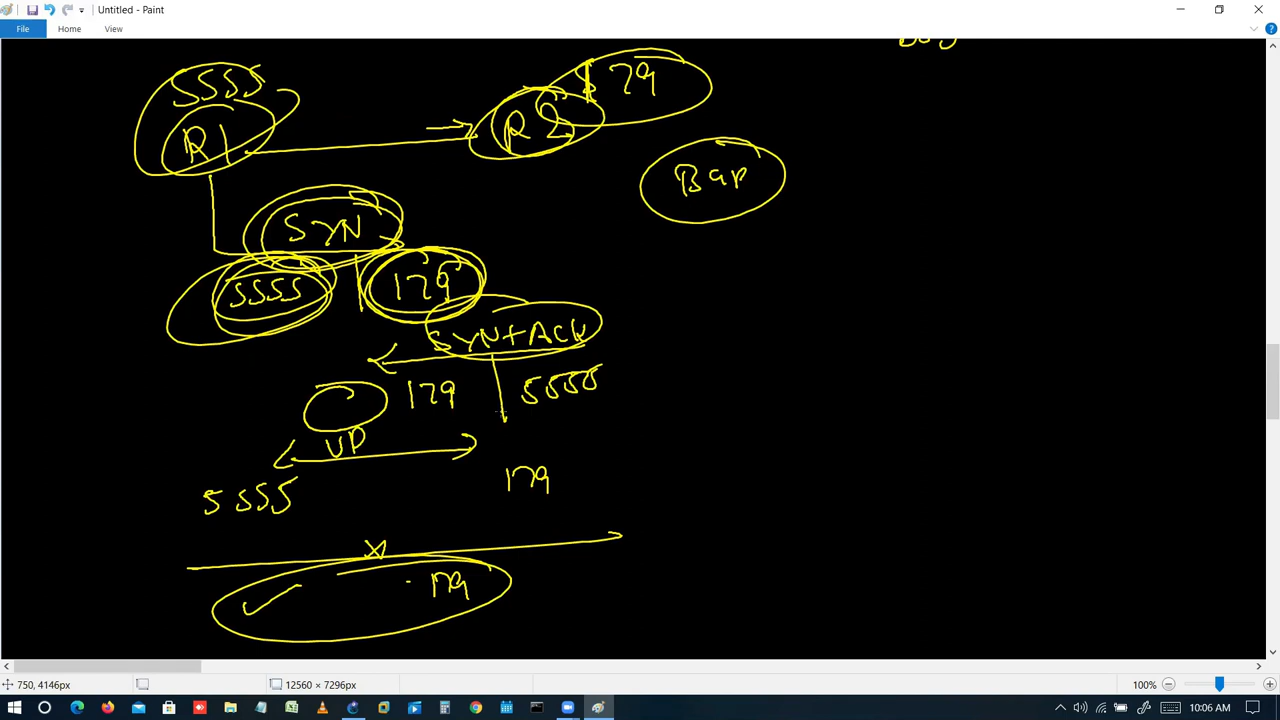 Untitled - Paint
File Home View
5555
179
R1
R2
BGP
SYN
5555
179
SYN+ACK
179
5555
UP
5555
179
X
179
750, 4146px
12560 × 7296px
100%
10:06 AM